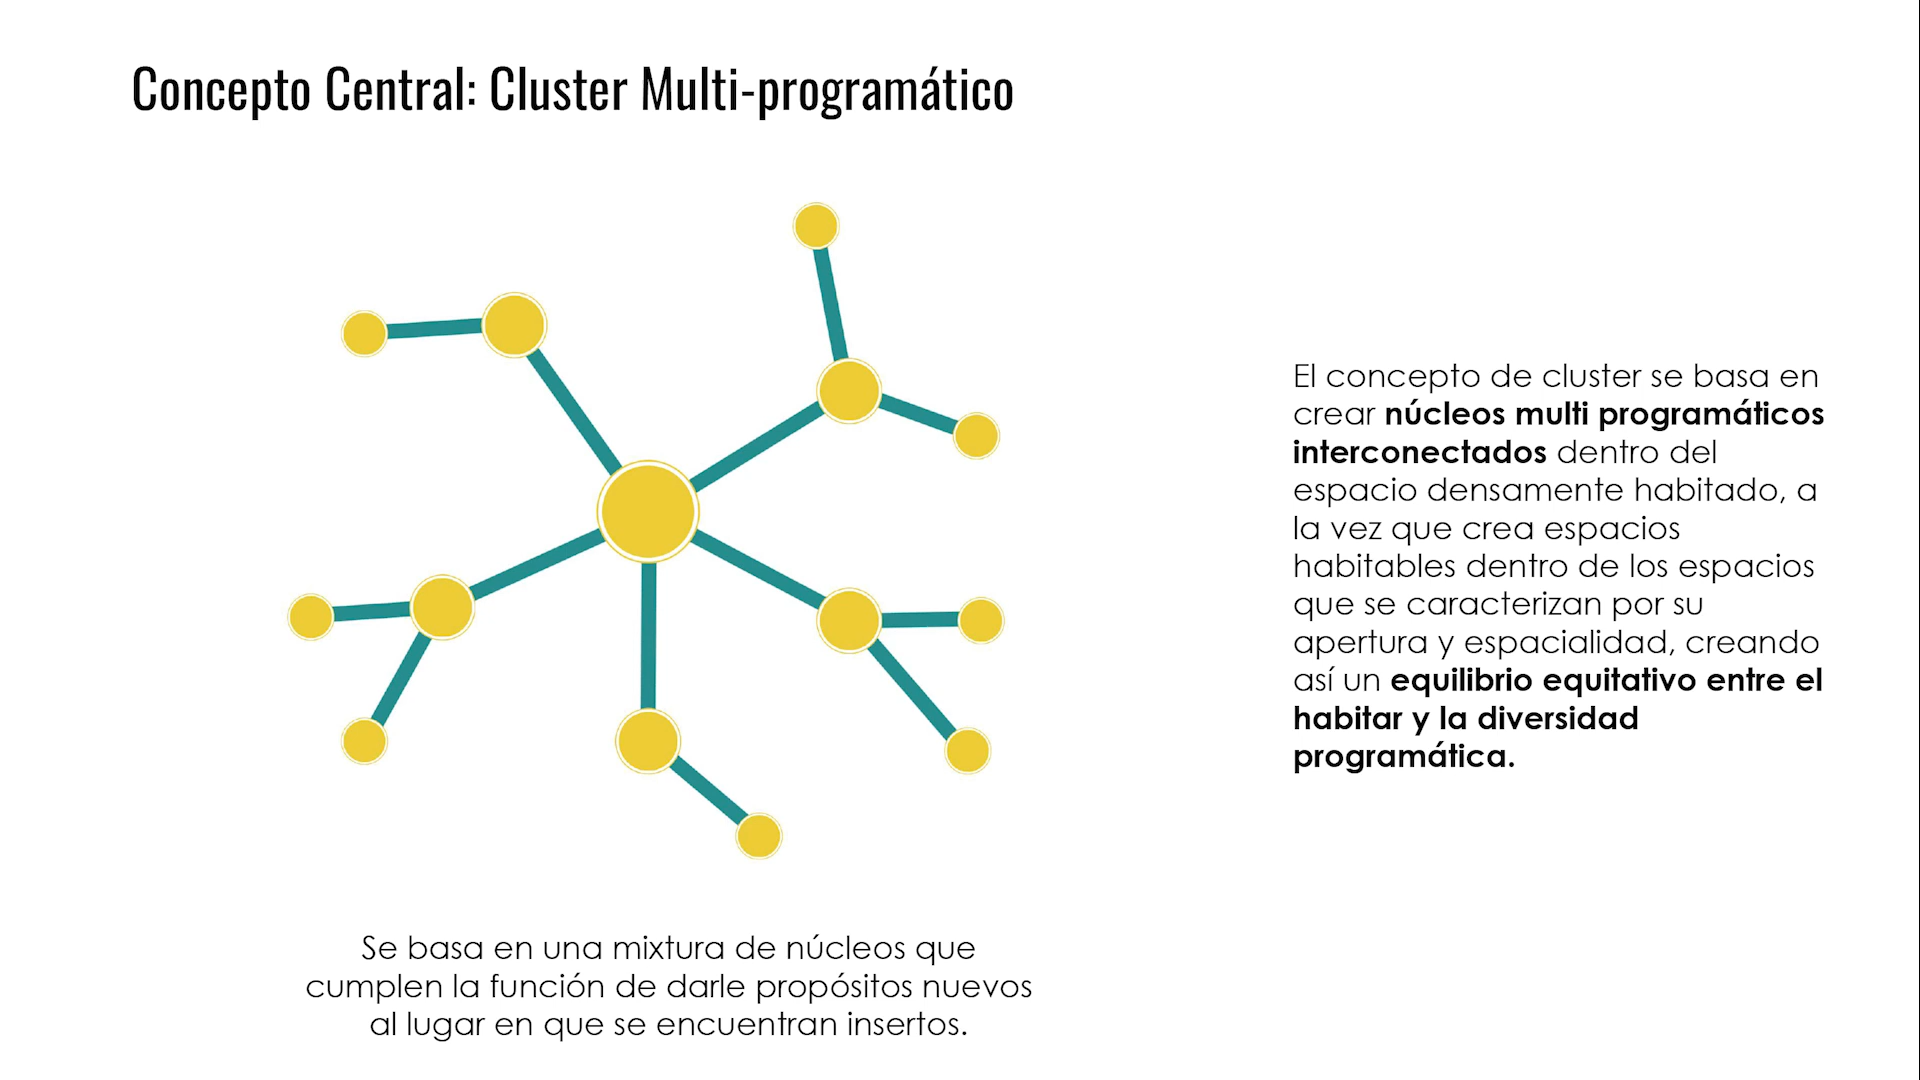 Concepto Central: Cluster Multi-programático
El concepto de cluster se basa en
crear núcleos multi programáticos
interconectados dentro del
espacio densamente habitado, a
la vez que crea espacios
habitables dentro de los espacios
que se caracterizan por su
apertura y espacialidad, creando
así un equilibrio equitativo entre el
habitar y la diversidad
programática.
Se basa en una mixtura de núcleos que
cumplen la función de darle propósitos nuevos
al lugar en que se encuentran insertos.